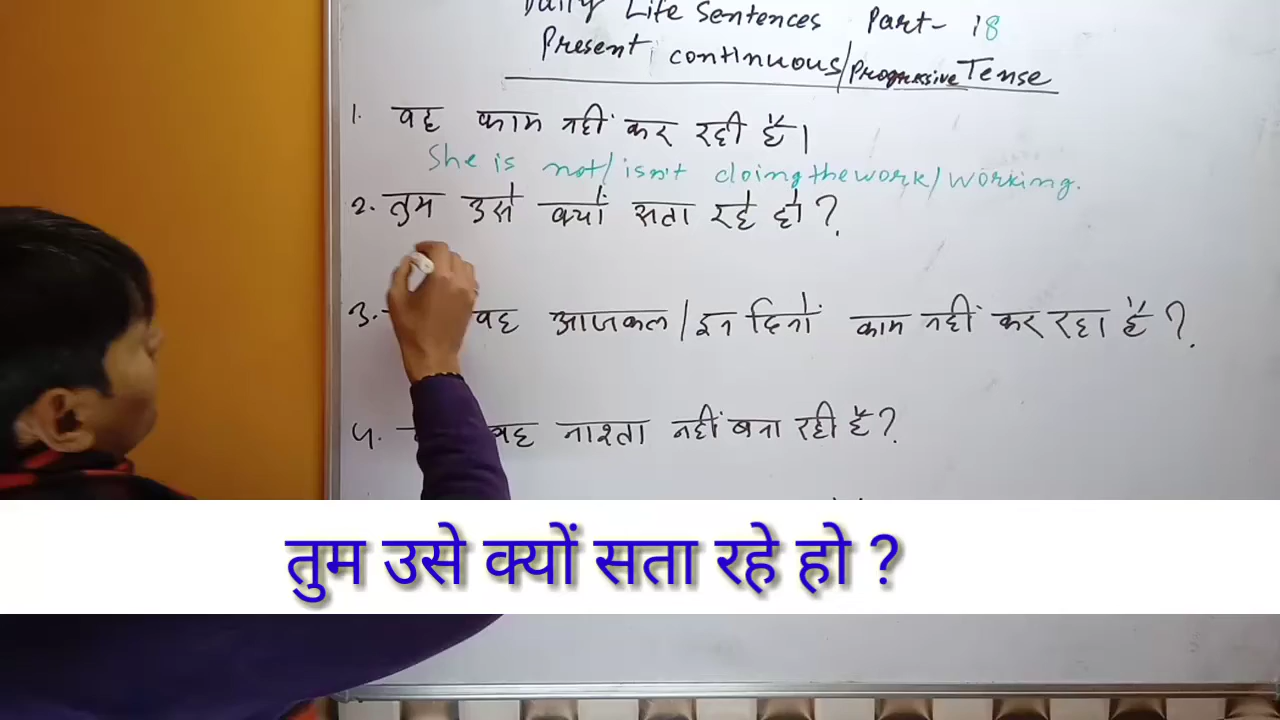 Daily Life Sentences Part- 18
Present continuous/Progressive Tense
1. वह काम नहीं कर रही है।
She is not/isn't doing the work/working.
2. तुम उसे क्यों सता रहे हो?
3. वह आजकल/इन दिनों काम नहीं कर रहा है?
4. वह नाश्ता नहीं बना रही है?
तुम उसे क्यों सता रहे हो ?